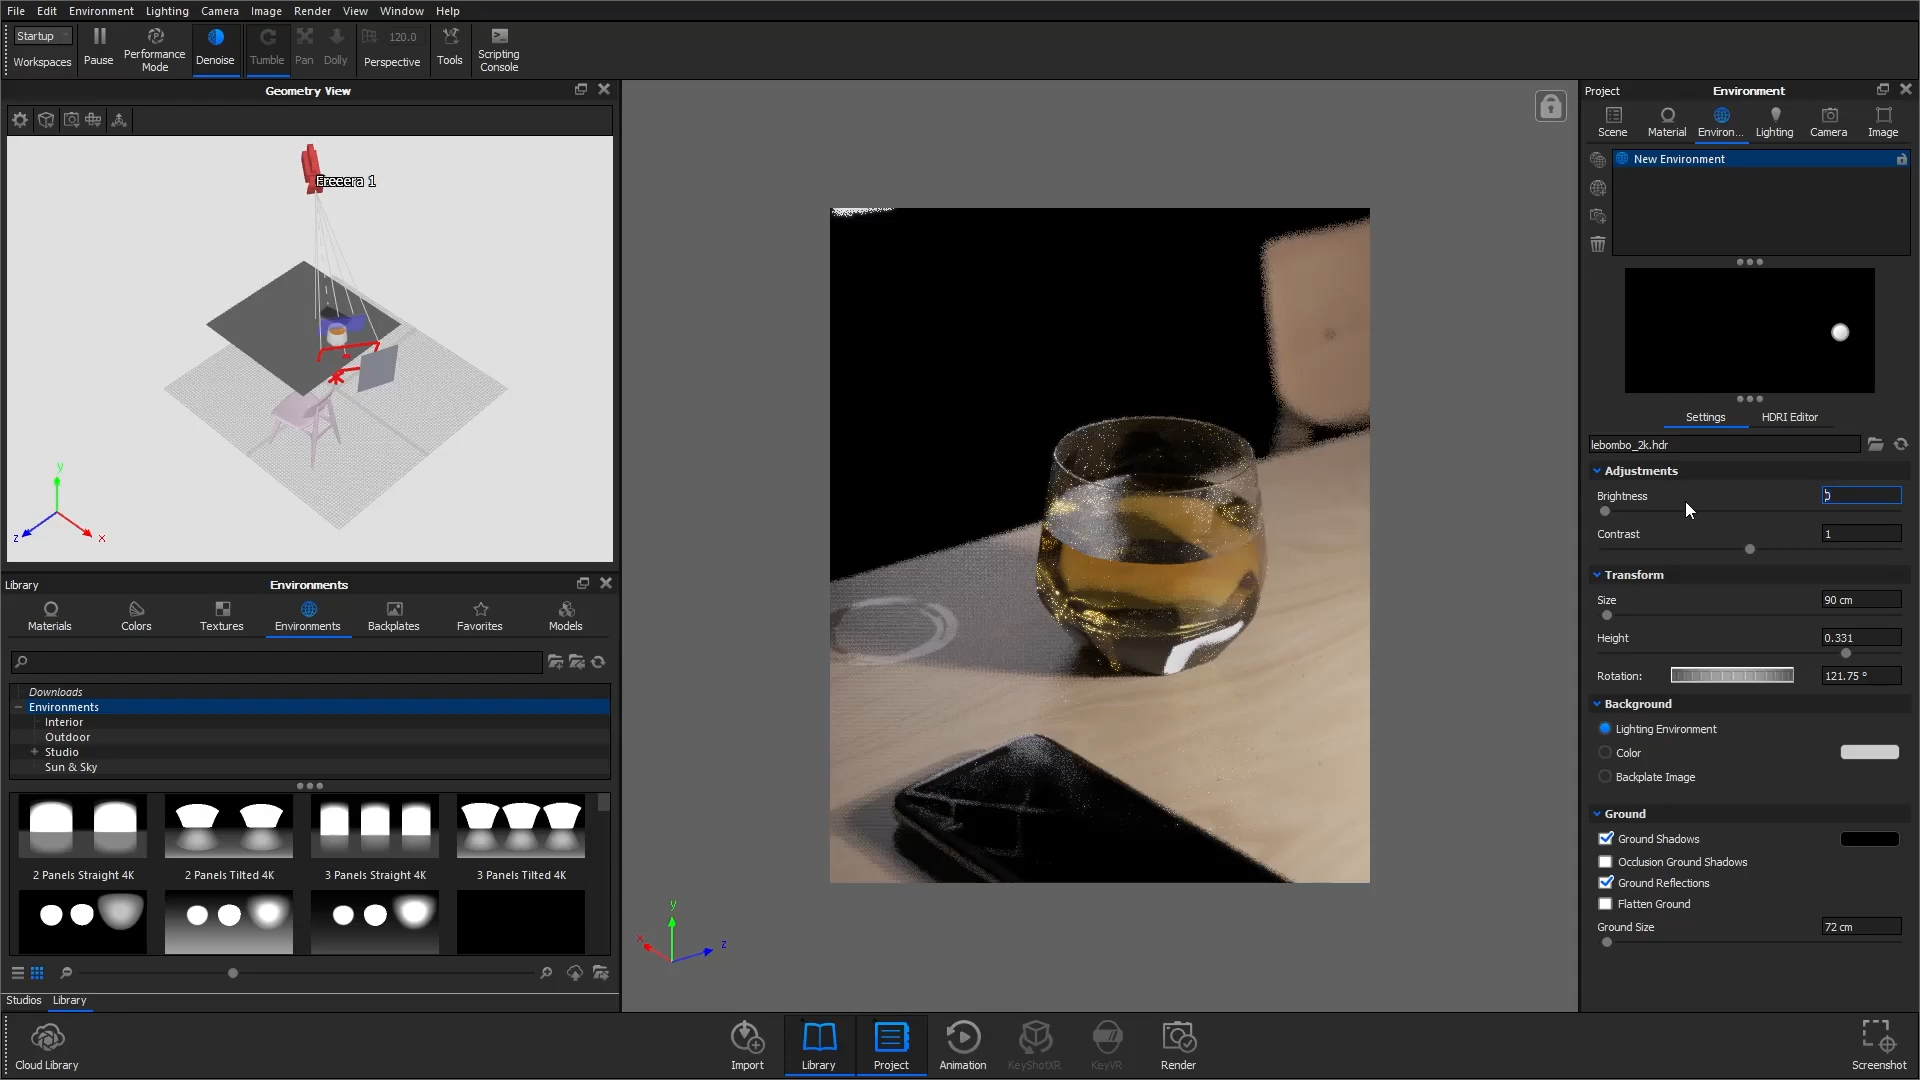 File Edit Environment Lighting Camera Image Render View Window Help
Startup 120.0
Workspaces Pause Performance Mode Denoise Tumble Pan Dolly Perspective Tools Scripting Console
Geometry View
Project Environment
Scene Material Environ... Lighting Camera Image
New Environment
Settings HDRI Editor
lebombo_2k.hdr
Adjustments
Brightness
Contrast 1
Transform
Size 90 cm
Height 0.331
Rotation: 121.75 °
Background
Lighting Environment
Color
Backplate Image
Ground
Ground Shadows
Occlusion Ground Shadows
Ground Reflections
Flatten Ground
Ground Size 72 cm
y
z x
y
x z
Library Environments
Materials Colors Textures Environments Backplates Favorites Models
Downloads
Environments
Interior
Outdoor
Studio
Sun & Sky
2 Panels Straight 4K 2 Panels Tilted 4K 3 Panels Straight 4K 3 Panels Tilted 4K
Studios Library
Cloud Library Import Library Project Animation KeyShotXR KeyVR Render Screenshot